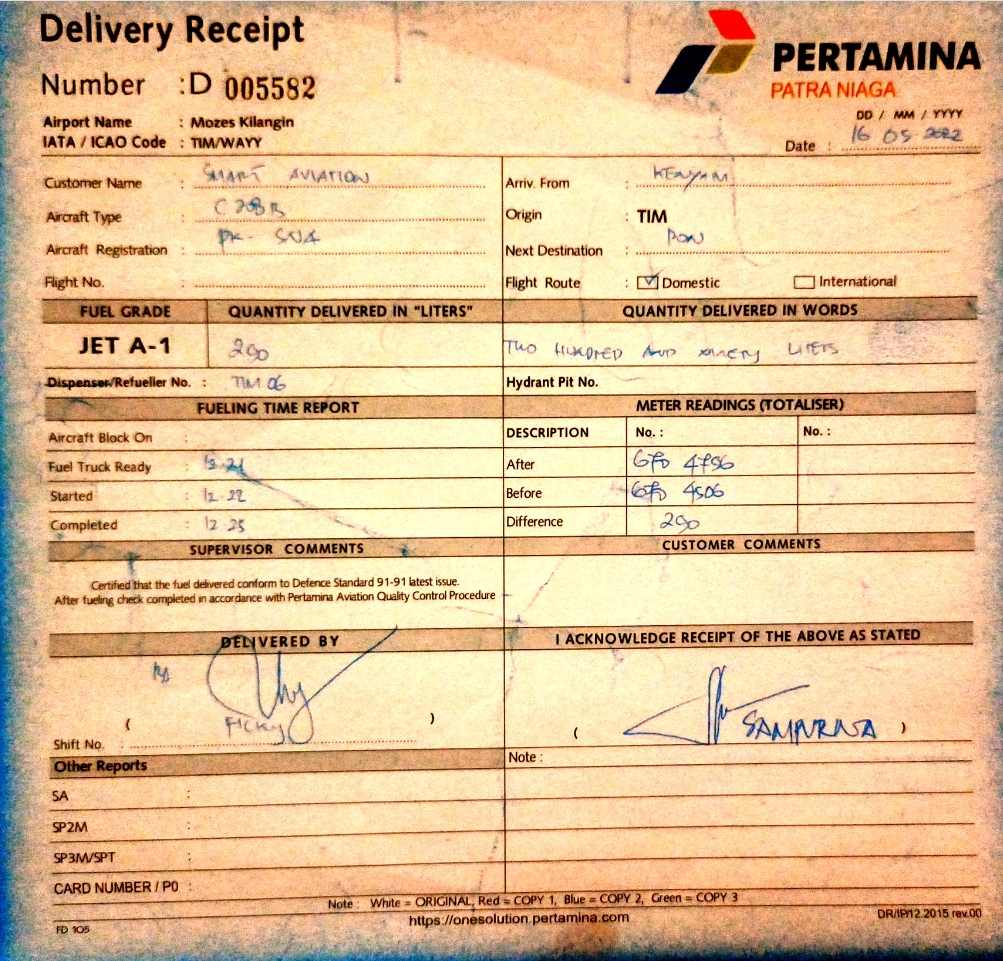 Delivery Receipt
PERTAMINA
PATRA NIAGA
Number : D 005582
Airport Name : Mozes Kilangin
IATA / ICAO Code : TIM/WAYY
DD / MM / YYYY
Date : 16 05 2022
Customer Name : SMART AVIATION
Arriv. From : KENYAM
Aircraft Type : C 208 B
Origin : TIM
Aircraft Registration : PK-
Next Destination :
Flight No. :
Flight Route : Domestic International
FUEL GRADE QUANTITY DELIVERED IN "LITERS" QUANTITY DELIVERED IN WORDS
JET A-1 290 TWO HUNDRED AND LITERS
Dispenser/Refueller No. : TIM 06 Hydrant Pit No.
FUELING TIME REPORT METER READINGS (TOTALISER)
Aircraft Block On : DESCRIPTION No. : No. :
Fuel Truck Ready : 12-21 After 4796
Started : 12-22 Before 4506
Completed : 12-25 Difference 290
SUPERVISOR COMMENTS CUSTOMER COMMENTS
Certified that the fuel delivered conform to Defence Standard 91-91 latest issue.
After fueling check completed in accordance with Pertamina Aviation Quality Control Procedure
DELIVERED BY I ACKNOWLEDGE RECEIPT OF THE ABOVE AS STATED
( FICKY ) ( SAMPURNA )
Shift No. :
Other Reports Note :
SA :
SP2M :
SP3M/SPT :
CARD NUMBER / P0 :
Note : White = ORIGINAL, Red = COPY 1, Blue = COPY 2, Green = COPY 3
https://onesolution.pertamina.com
FD 105
DR/IP/12.2015 rev.00